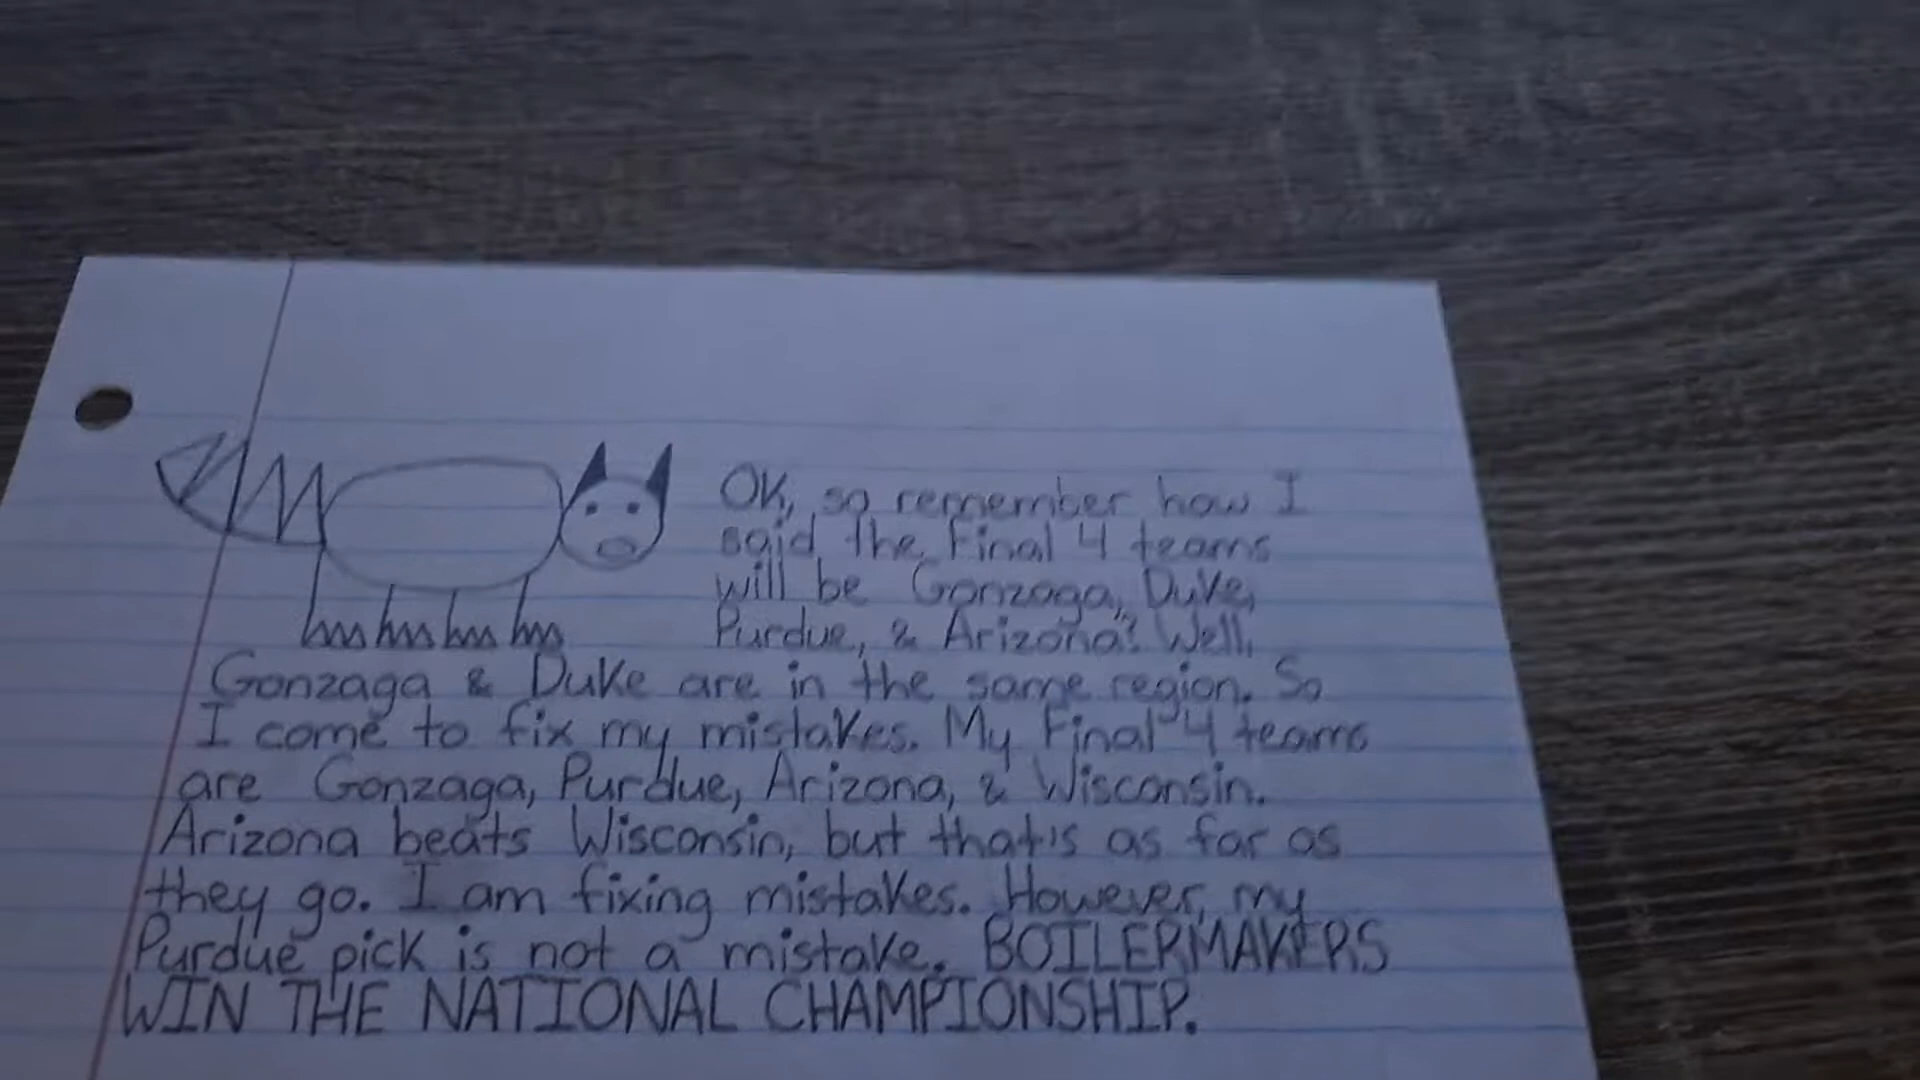 OK, so remember how I
said the Final 4 teams
will be Gonzaga, Duke,
Purdue, & Arizona? Well,
Gonzaga & Duke are in the same region. So
I come to fix my mistakes. My Final 4 teams
are Gonzaga, Purdue, Arizona, & Wisconsin.
Arizona beats Wisconsin, but that's as far as
they go. I am fixing mistakes. However, my
Purdue pick is not a mistake. BOILERMAKERS
WIN THE NATIONAL CHAMPIONSHIP.